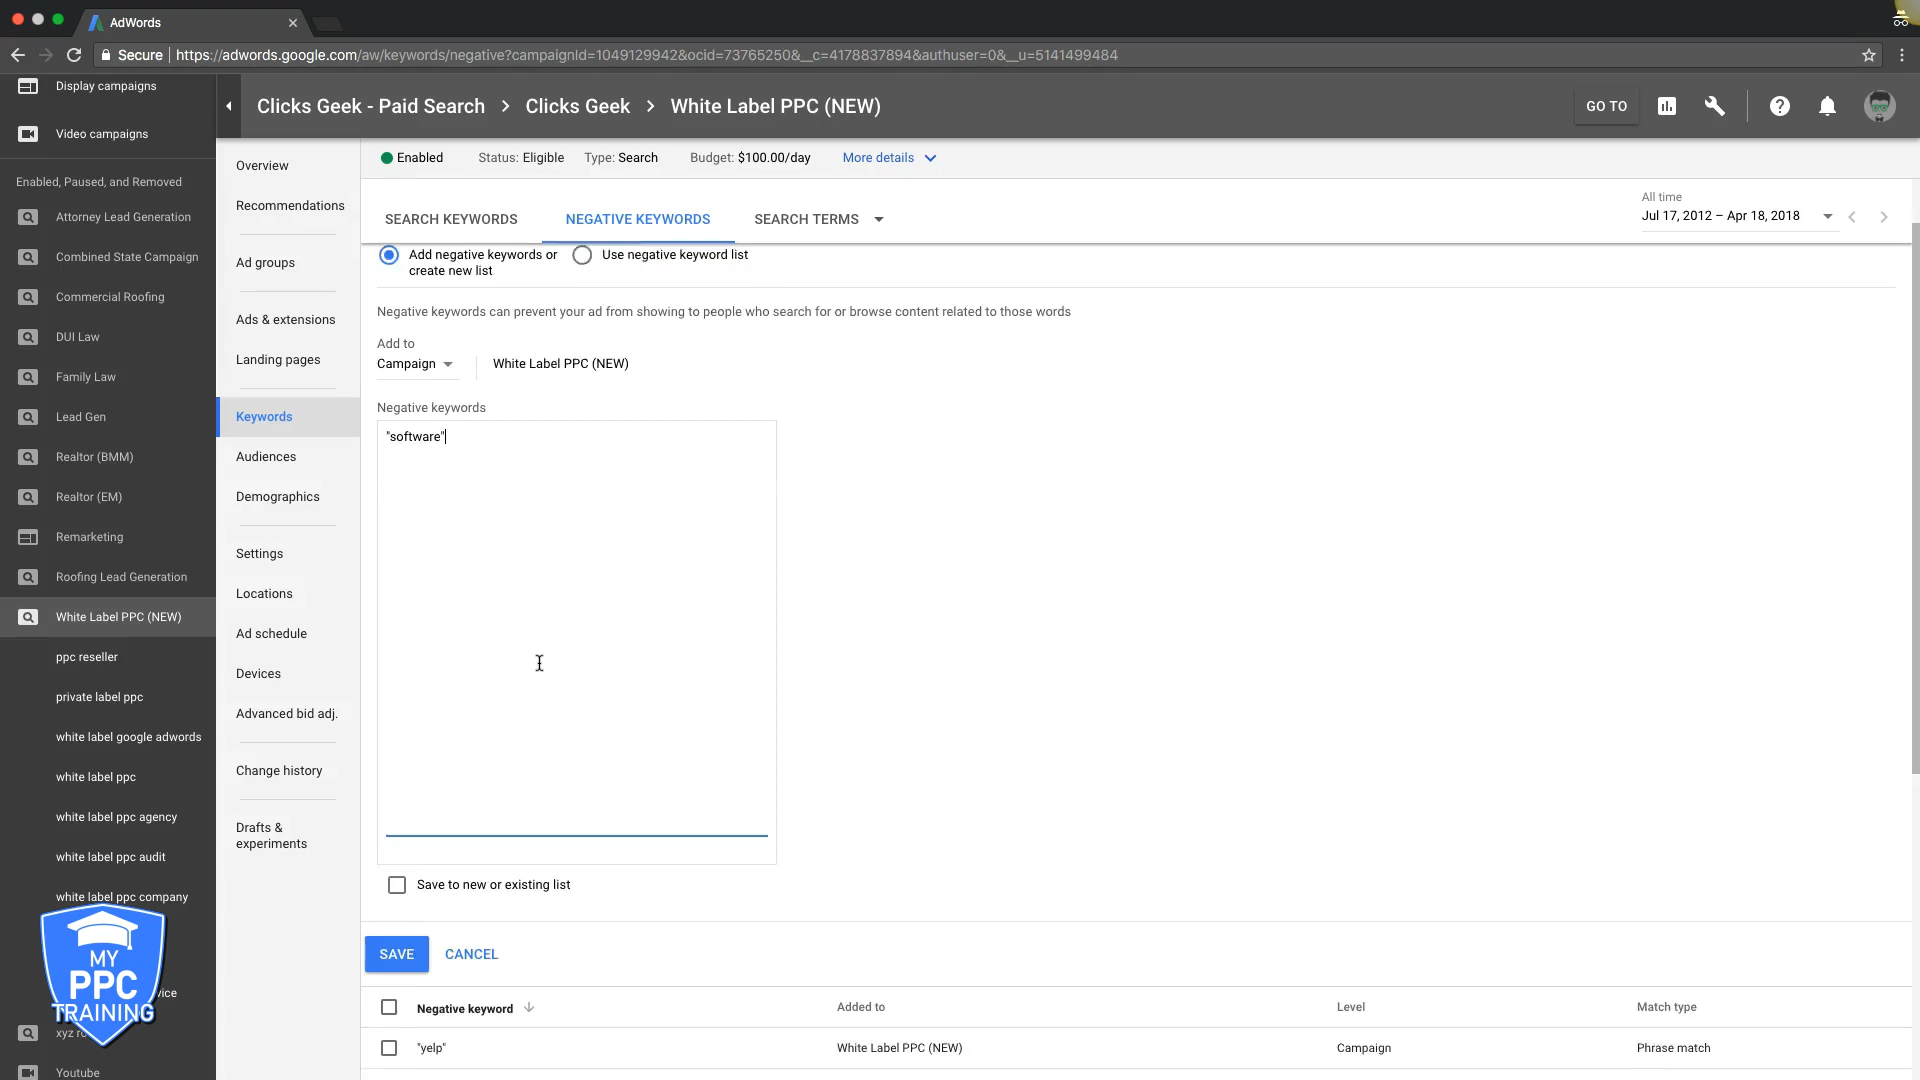 AdWords
Secure
https://adwords.google.com/aw/keywords/negative?campaignId=1049129942&ocid=73765250&__c=4178837894&authuser=0&__u=5141499484
Clicks Geek - Paid Search > Clicks Geek > White Label PPC (NEW)
GO TO
Display campaigns
Video campaigns
Enabled, Paused, and Removed
Attorney Lead Generation
Combined State Campaign
Commercial Roofing
DUI Law
Family Law
Lead Gen
Realtor (BMM)
Realtor (EM)
Remarketing
Roofing Lead Generation
White Label PPC (NEW)
ppc reseller
private label ppc
white label google adwords
white label ppc
white label ppc agency
white label ppc audit
white label ppc company
MY
PPC
TRAINING
Youtube
Overview
Recommendations
Ad groups
Ads & extensions
Landing pages
Keywords
Audiences
Demographics
Settings
Locations
Ad schedule
Devices
Advanced bid adj.
Change history
Drafts &
experiments
Enabled
Status: Eligible
Type: Search
Budget: $100.00/day
More details
SEARCH KEYWORDS
NEGATIVE KEYWORDS
SEARCH TERMS
All time
Jul 17, 2012 – Apr 18, 2018
Add negative keywords or
create new list
Use negative keyword list
Negative keywords can prevent your ad from showing to people who search for or browse content related to those words
Add to
Campaign
White Label PPC (NEW)
Negative keywords
"software"
Save to new or existing list
SAVE
CANCEL
Negative keyword
Added to
Level
Match type
"yelp"
White Label PPC (NEW)
Campaign
Phrase match